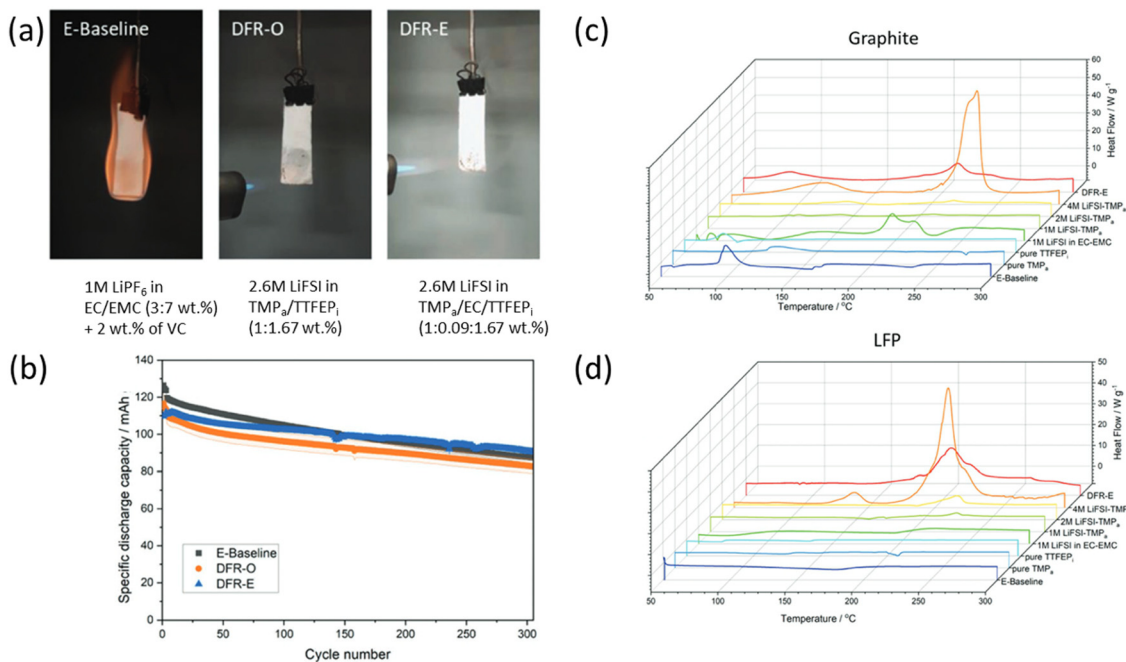 (a)
E-Baseline
DFR-O
DFR-E
1M LiPF6 in
EC/EMC (3:7 wt.%)
+ 2 wt.% of VC
2.6M LiFSI in
TMPa/TTFEPi
(1:1.67 wt.%)
2.6M LiFSI in
TMPa/EC/TTFEPi
(1:0.09:1.67 wt.%)
(b)
Specific discharge capacity / mAh
140
120
100
80
60
40
20
0
E-Baseline
DFR-O
DFR-E
0 50 100 150 200 250 300
Cycle number
(c)
Graphite
60
50
40
30
20
10
0
Heat Flow / W g-1
DFR-E
4M LiFSI-TMPa
2M LiFSI-TMPa
1M LiFSI-TMPa
1M LiFSI in EC-EMC
pure TTFEPi
pure TMPa
E-Baseline
50 100 150 200 250 300
Temperature / oC
(d)
LFP
50
40
30
20
10
0
Heat Flow / W g-1
DFR-E
4M LiFSI-TMP
2M LiFSI-TMPa
1M LiFSI-TMPa
1M LiFSI in EC-EMC
pure TTFEPi
pure TMPa
E-Baseline
50 100 150 200 250 300
Temperature / oC